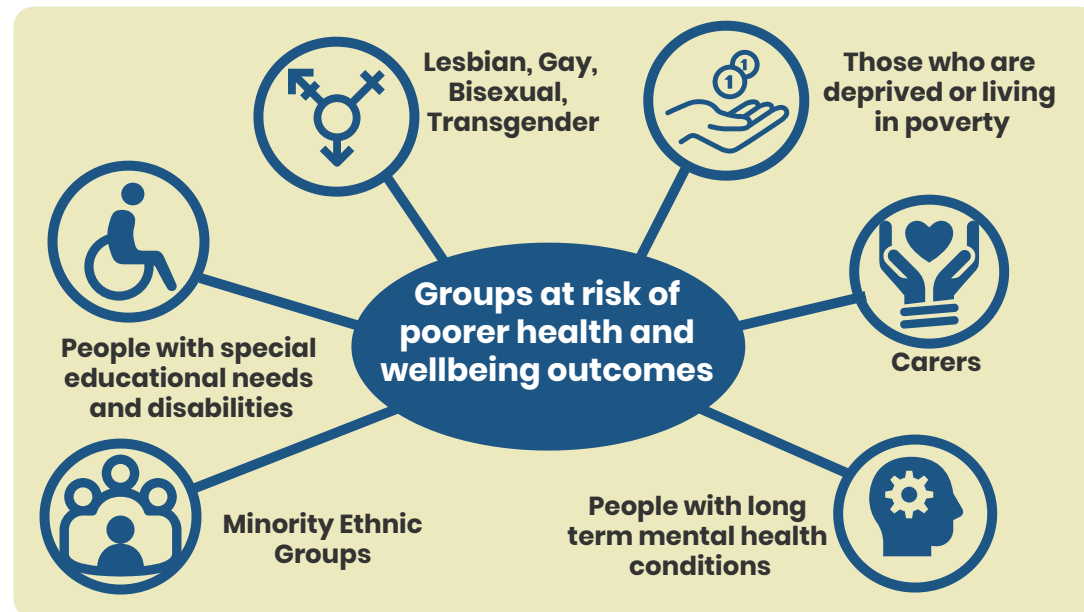 Lesbian, Gay,
Bisexual,
Transgender
Those who are
deprived or living
in poverty
1
1
Groups at risk of
poorer health and
wellbeing outcomes
People with special
educational needs
and disabilities
Carers
Minority Ethnic
Groups
People with long
term mental health
conditions